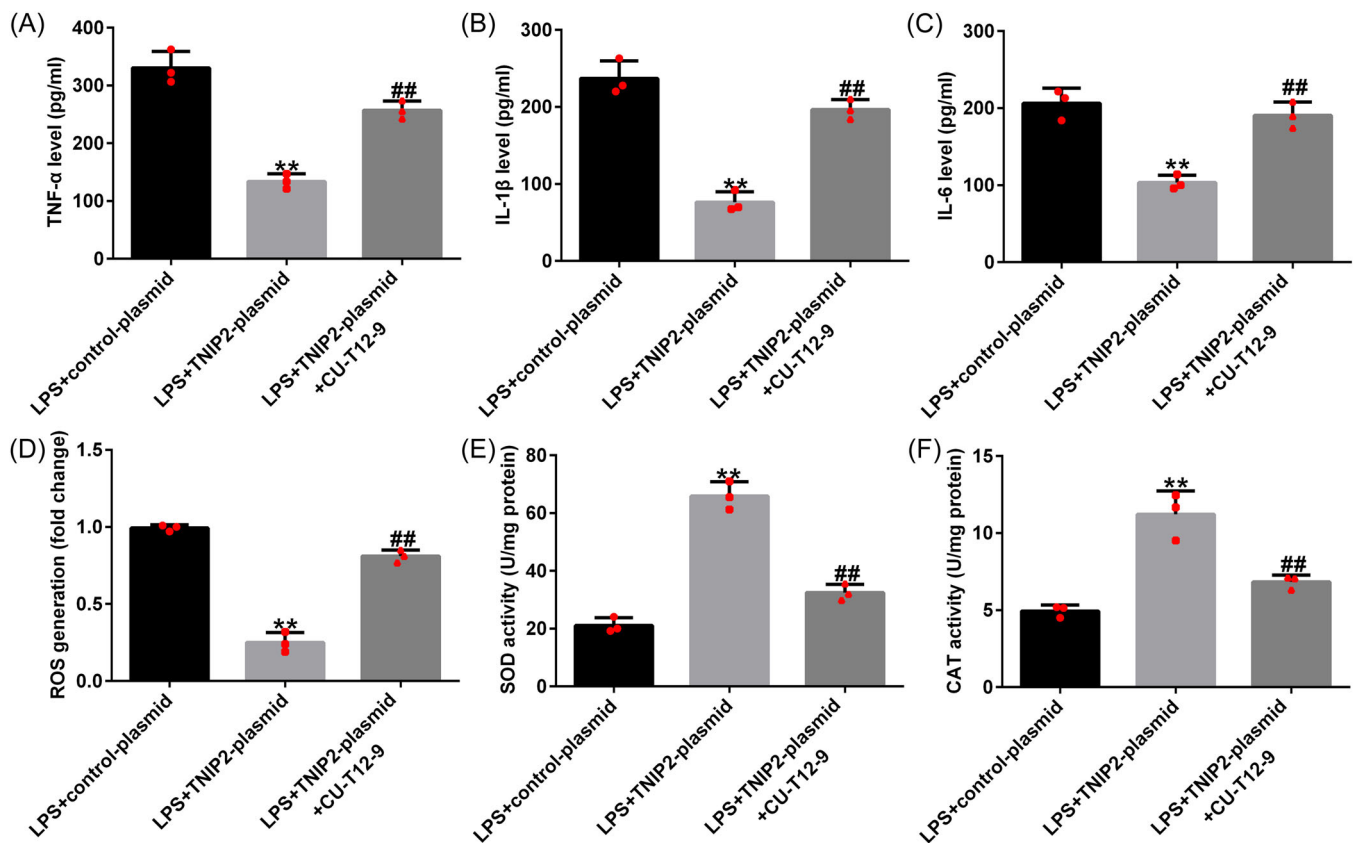 (A)
TNF-α level (pg/ml)
400
300
200
100
0
**
##
LPS+control-plasmid
LPS+TNIP2-plasmid
LPS+TNIP2-plasmid
+CU-T12-9
(B)
IL-1β level (pg/ml)
300
200
100
0
**
##
LPS+control-plasmid
LPS+TNIP2-plasmid
LPS+TNIP2-plasmid
+CU-T12-9
(C)
IL-6 level (pg/ml)
300
200
100
0
**
##
LPS+control-plasmid
LPS+TNIP2-plasmid
LPS+TNIP2-plasmid
+CU-T12-9
(D)
ROS generation (fold change)
1.5
1.0
0.5
0.0
**
##
LPS+control-plasmid
LPS+TNIP2-plasmid
LPS+TNIP2-plasmid
+CU-T12-9
(E)
SOD activity (U/mg protein)
80
60
40
20
0
**
##
LPS+control-plasmid
LPS+TNIP2-plasmid
LPS+TNIP2-plasmid
+CU-T12-9
(F)
CAT activity (U/mg protein)
15
10
5
0
**
##
LPS+control-plasmid
LPS+TNIP2-plasmid
LPS+TNIP2-plasmid
+CU-T12-9